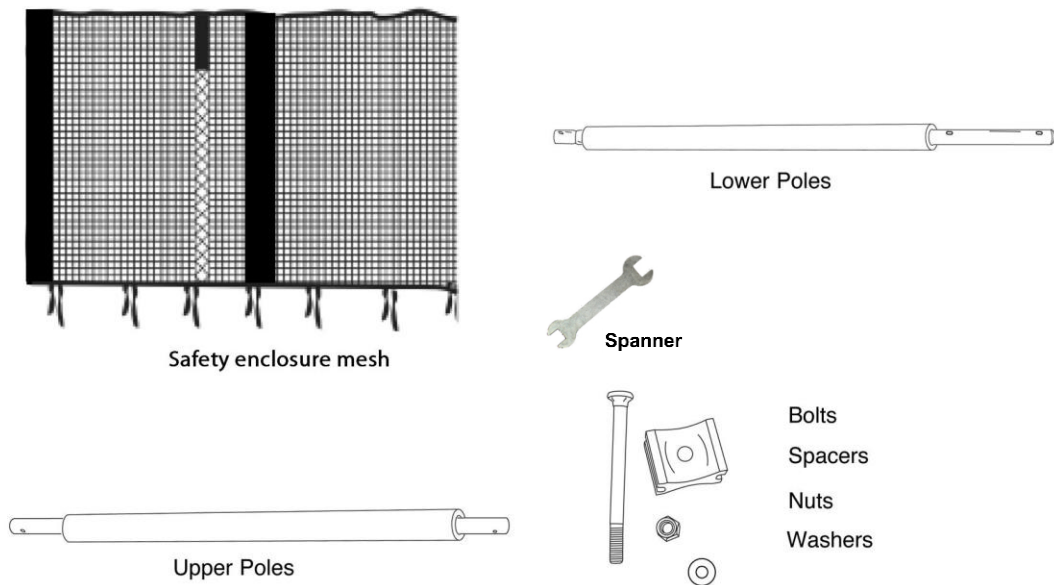 Safety enclosure mesh
Lower Poles
Spanner
Upper Poles
Bolts
Spacers
Nuts
Washers